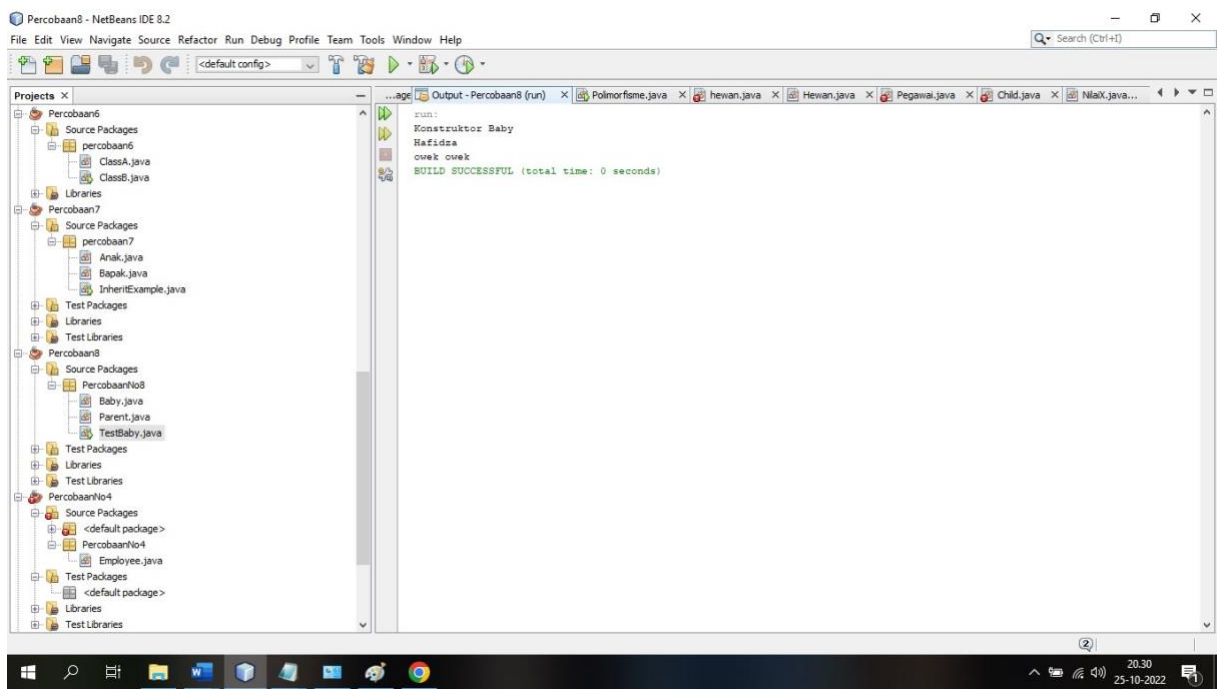 Percobaan8 - NetBeans IDE 8.2
File Edit View Navigate Source Refactor Run Debug Profile Team Tools Window Help
Search (Ctrl+I)
<default config>
Projects
...age Output - Percobaan8 (run) Polimorfisme.java hewan.java Hewan.java Pegawai.java Child.java NilaiX.java...
Percobaan6
Source Packages
percobaan6
ClassA.java
ClassB.java
Libraries
Percobaan7
Source Packages
percobaan7
Anak.java
Bapak.java
InheritExample.java
Test Packages
Libraries
Test Libraries
Percobaan8
Source Packages
PercobaanNo8
Baby.java
Parent.java
TestBaby.java
Test Packages
Libraries
Test Libraries
PercobaanNo4
Source Packages
<default package>
PercobaanNo4
Employee.java
Test Packages
<default package>
Libraries
Test Libraries
run:
Konstruktor Baby
Hafidza
owek owek
BUILD SUCCESSFUL (total time: 0 seconds)
2
20.30
25-10-2022
1